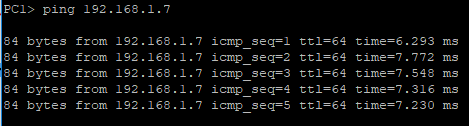 PC1> ping 192.168.1.7
84 bytes from 192.168.1.7 icmp_seq=1 ttl=64 time=6.293 ms
84 bytes from 192.168.1.7 icmp_seq=2 ttl=64 time=7.772 ms
84 bytes from 192.168.1.7 icmp_seq=3 ttl=64 time=7.548 ms
84 bytes from 192.168.1.7 icmp_seq=4 ttl=64 time=7.316 ms
84 bytes from 192.168.1.7 icmp_seq=5 ttl=64 time=7.230 ms